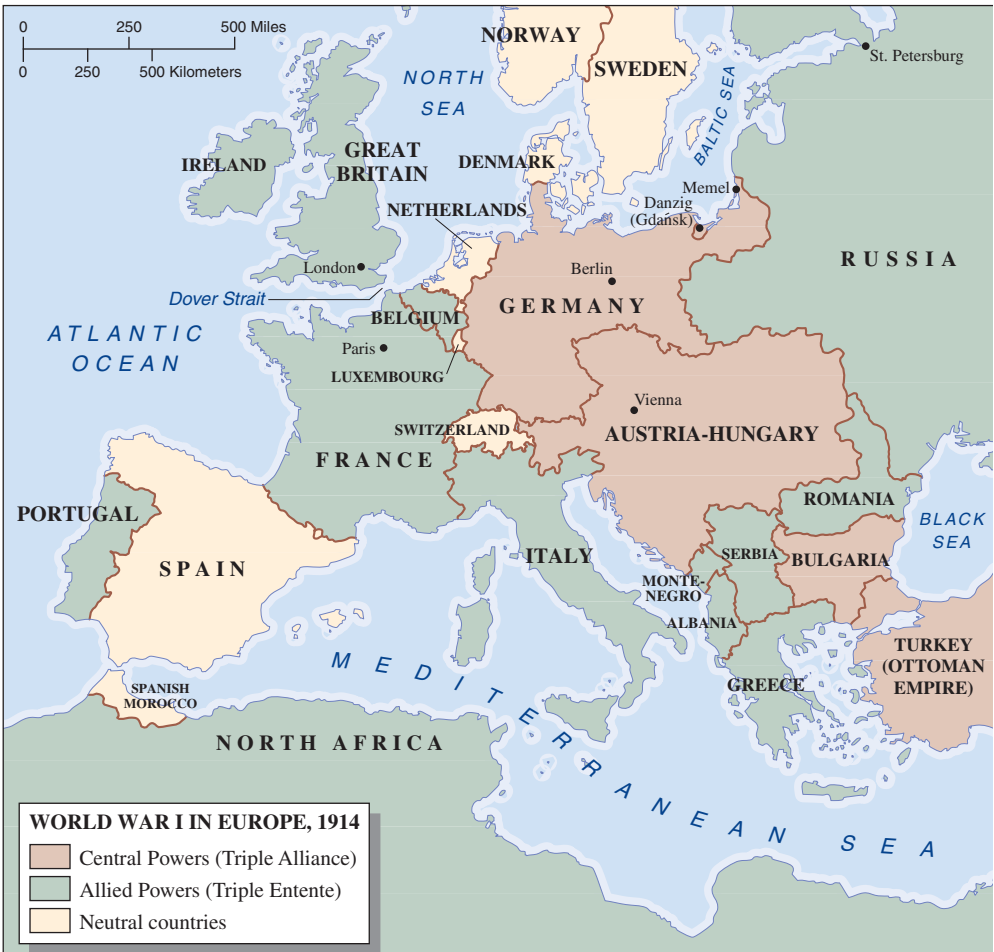 0 250 500 Miles
0 250 500 Kilometers
NORWAY
SWEDEN
St. Petersburg
NORTH
SEA
BALTIC SEA
IRELAND
GREAT
BRITAIN
DENMARK
Memel
Danzig
(Gdańsk)
NETHERLANDS
RUSSIA
London
Berlin
Dover Strait
GERMANY
BELGIUM
ATLANTIC
OCEAN
Paris
LUXEMBOURG
Vienna
SWITZERLAND
AUSTRIA-HUNGARY
FRANCE
ROMANIA
PORTUGAL
BLACK
SEA
SPAIN
ITALY
SERBIA
BULGARIA
MONTE-
NEGRO
ALBANIA
TURKEY
(OTTOMAN
EMPIRE)
GREECE
SPANISH
MOROCCO
MEDITERRANEAN SEA
NORTH AFRICA
WORLD WAR I IN EUROPE, 1914
Central Powers (Triple Alliance)
Allied Powers (Triple Entente)
Neutral countries